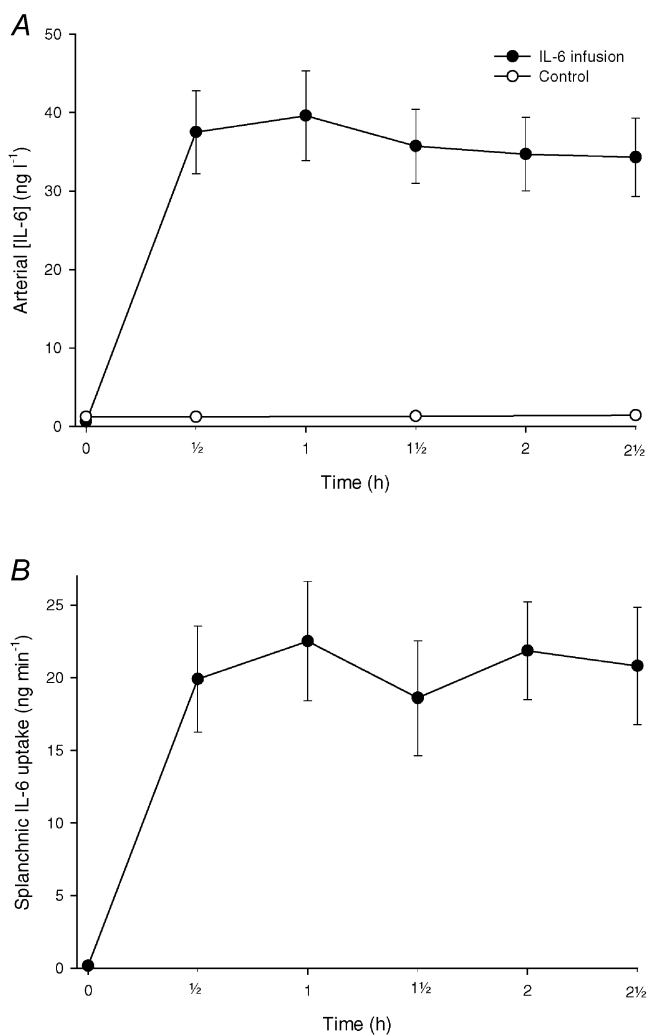 A
50
40
30
20
10
0
Arterial [IL-6] (ng l⁻¹)
IL-6 infusion
Control
0 ½ 1 1½ 2 2½
Time (h)
B
25
20
15
10
5
0
Splanchnic IL-6 uptake (ng min⁻¹)
0 ½ 1 1½ 2 2½
Time (h)